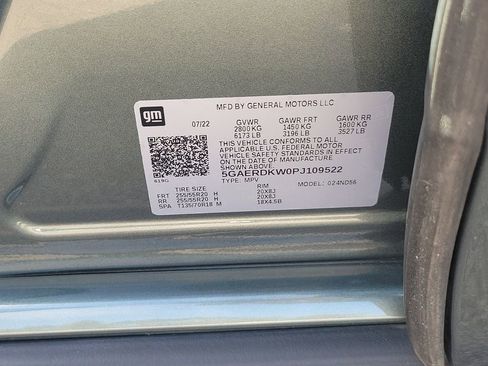 MFD BY GENERAL MOTORS LLC
gm
07/22 GVWR GAWR FRT GAWR RR
2800 KG 1450 KG 1600 KG
6173 LB 3196 LB 3527 LB
THIS VEHICLE CONFORMS TO ALL
APPLICABLE U.S. FEDERAL MOTOR
VEHICLE SAFETY STANDARDS IN EFFECT
ON THE DATE OF MANUFACTURE
SHOWN ABOVE.
619G 5GAERDKW0PJ109522
TYPE: MPV MODEL: 024ND56
TIRE SIZE RIM
FRT 255/55R20 H 20X8J
RR 255/55R20 H 20X8J
SPA T135/70R18 M 18X4.5B